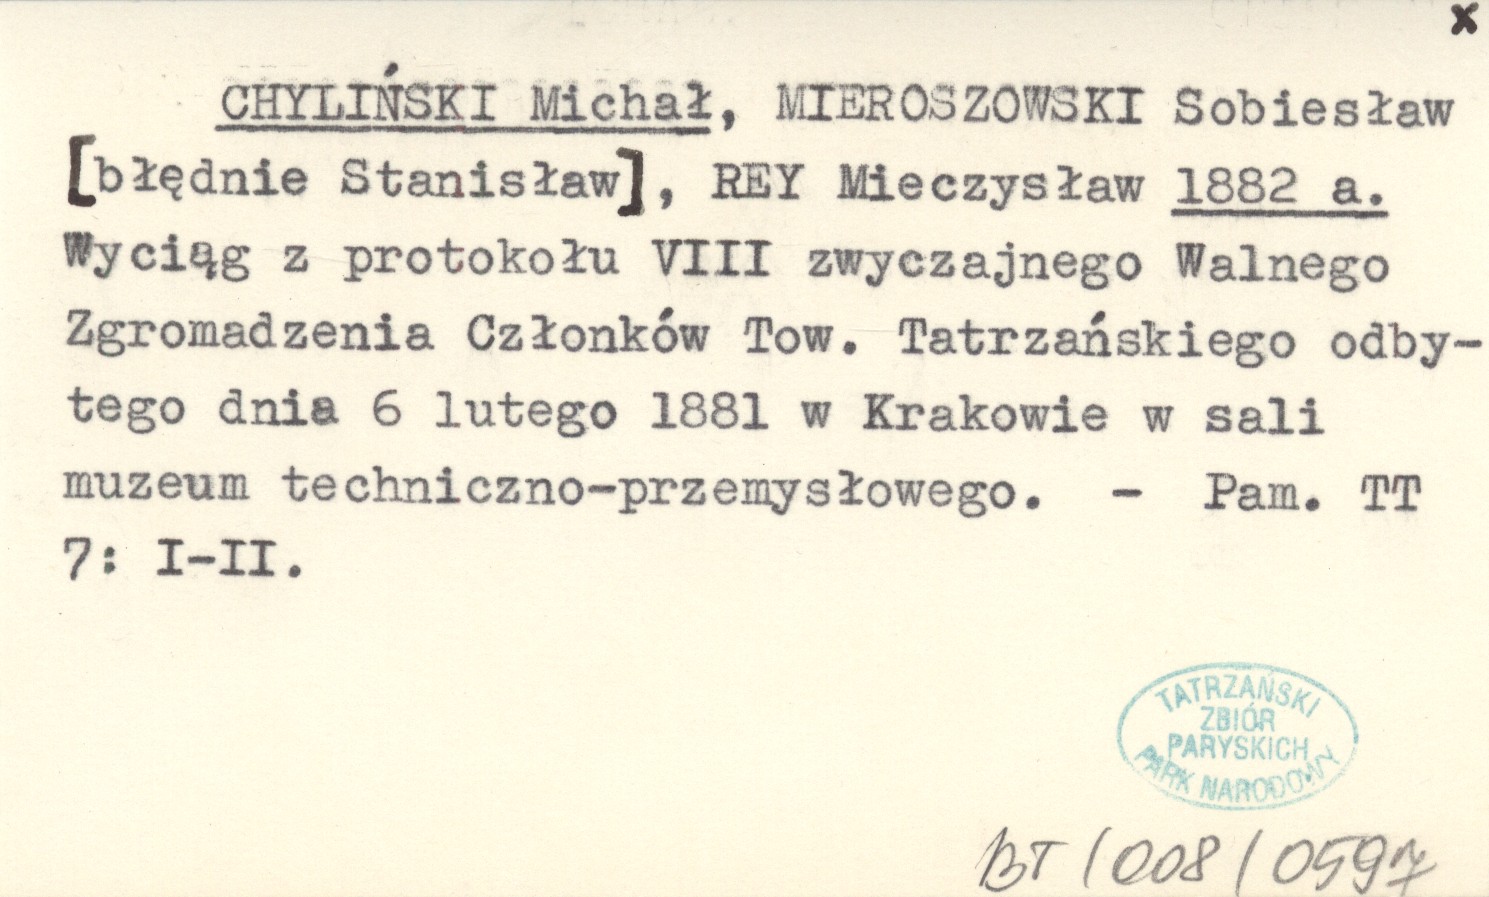 x
CHYLIŃSKI Michał, MIEROSZOWSKI Sobiesław
[błędnie Stanisław], REY Mieczysław 1882 a.
Wyciąg z protokołu VIII zwyczajnego Walnego
Zgromadzenia Członków Tow. Tatrzańskiego odby-
tego dnia 6 lutego 1881 w Krakowie w sali
muzeum techniczno-przemysłowego. - Pam. TT
7: I-II.
TATRZAŃSKI
ZBIÓR
PARYSKICH
PARK NARODOWY
BT/008/0597